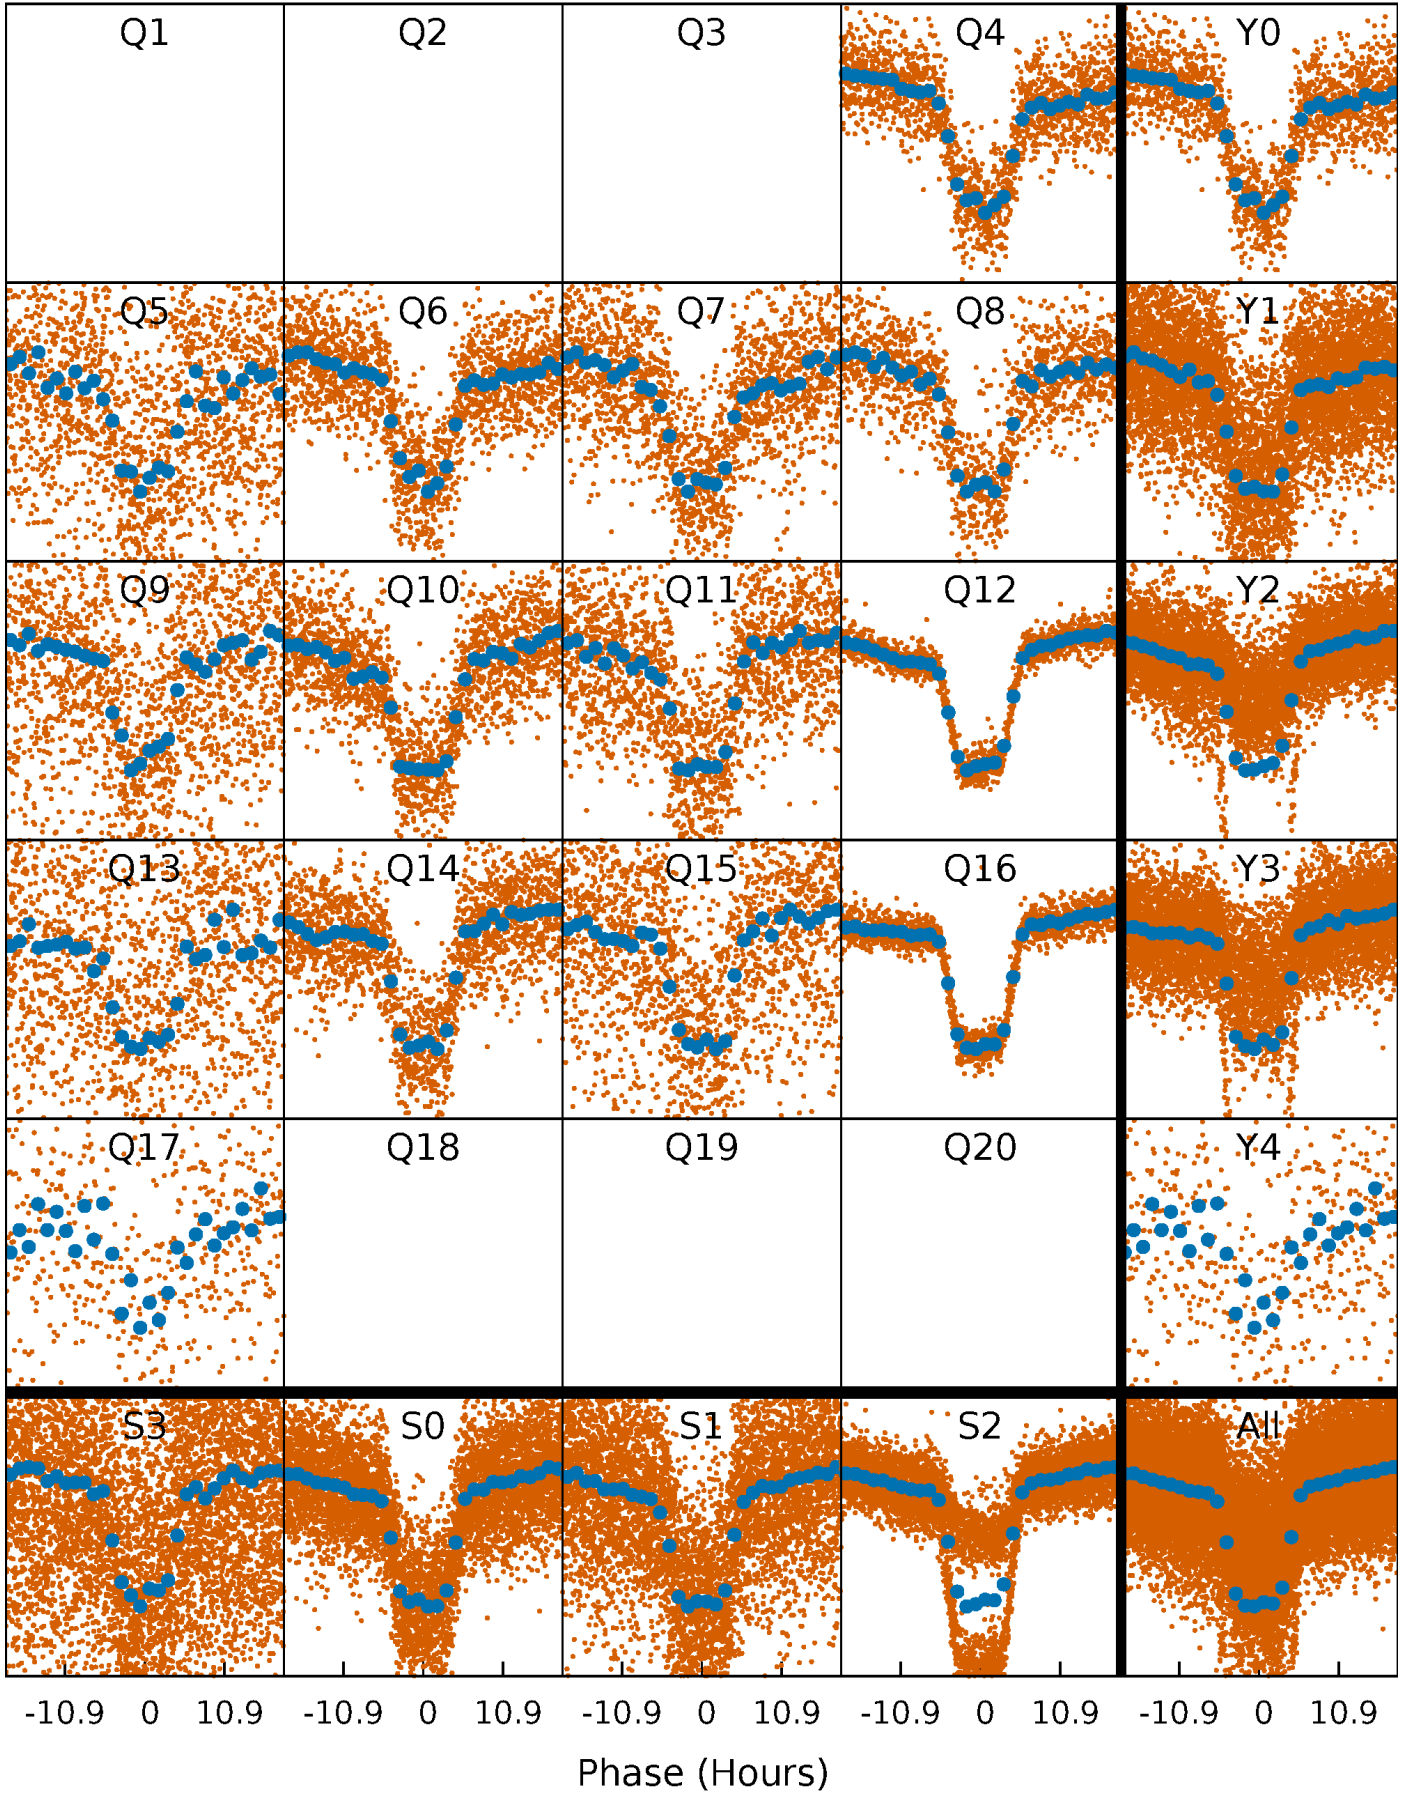 Q1 Q2 Q3 Q4 Y0
Q5 Q6 Q7 Q8 Y1
Q9 Q10 Q11 Q12 Y2
Q13 Q14 Q15 Q16 Y3
Q17 Q18 Q19 Q20 Y4
S3 S0 S1 S2 All
-10.9 0 10.9 -10.9 0 10.9 -10.9 0 10.9 -10.9 0 10.9 -10.9 0 10.9
Phase (Hours)